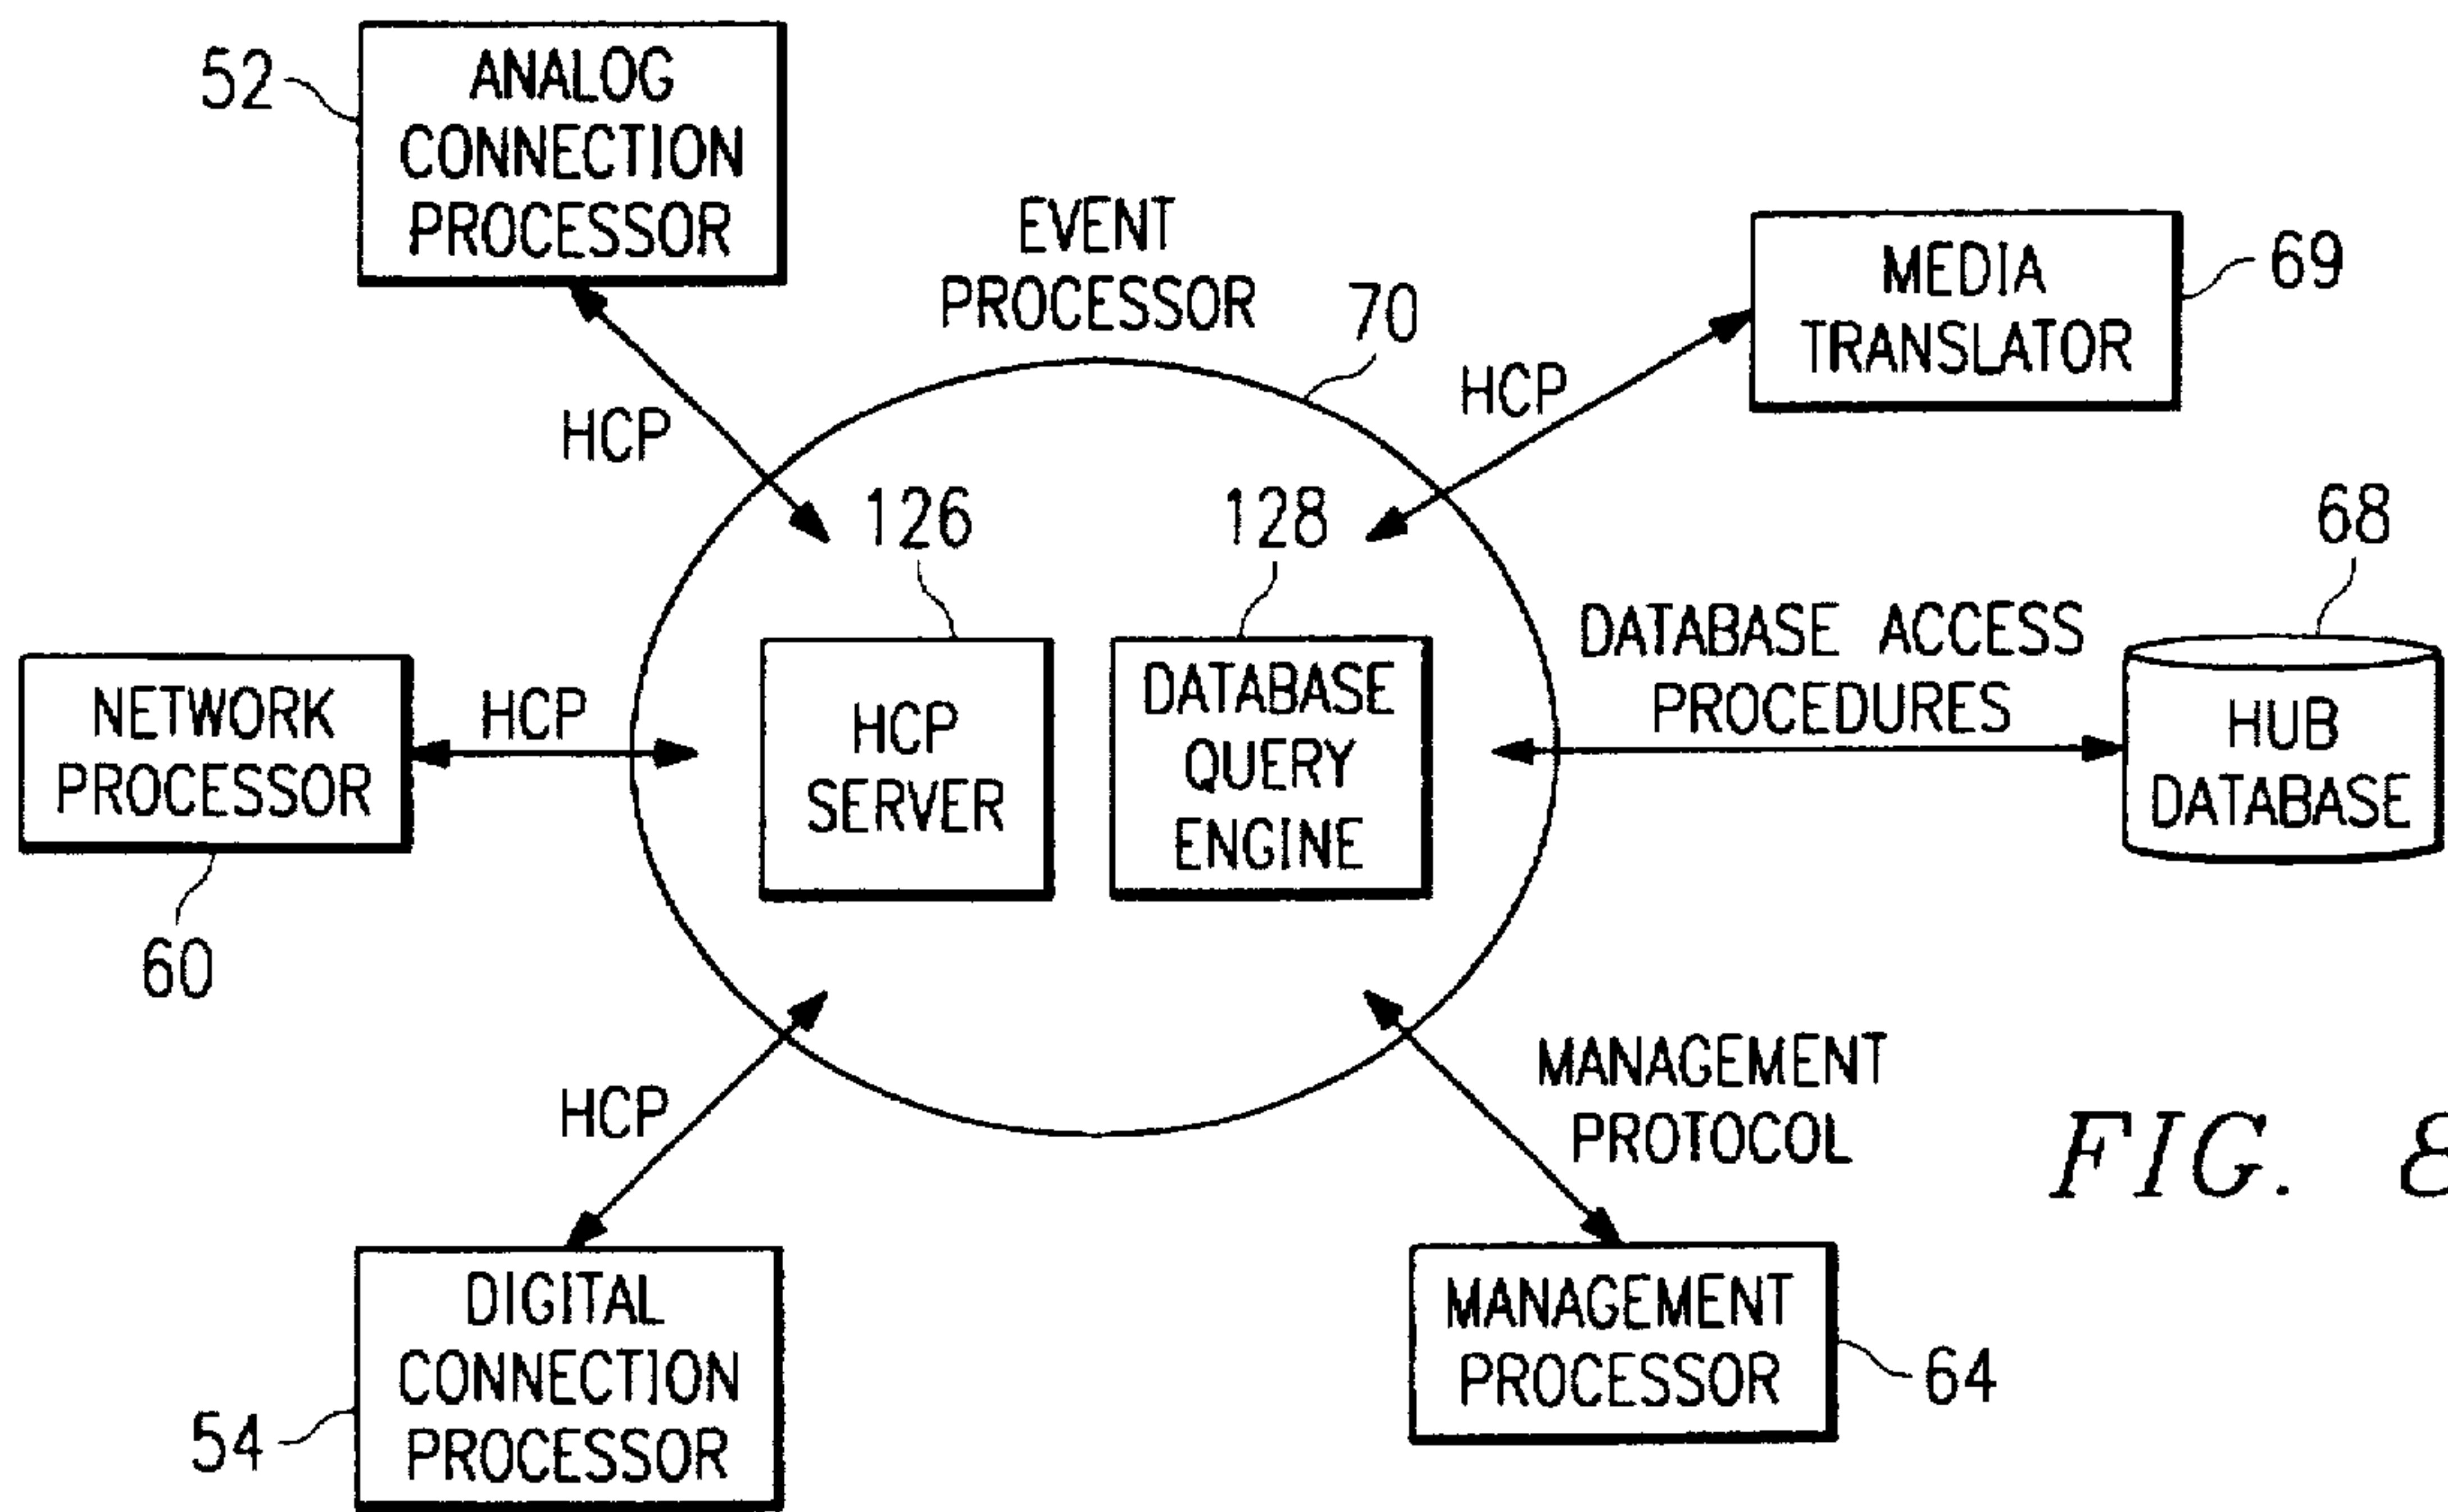 52
ANALOG
CONNECTION
PROCESSOR
EVENT
PROCESSOR
70
MEDIA
TRANSLATOR
69
HCP
HCP
126
128
68
NETWORK
PROCESSOR
60
HCP
HCP
SERVER
DATABASE
QUERY
ENGINE
DATABASE ACCESS
PROCEDURES
HUB
DATABASE
HCP
MANAGEMENT
PROTOCOL
FIG. 8
DIGITAL
CONNECTION
PROCESSOR
54
MANAGEMENT
PROCESSOR
64